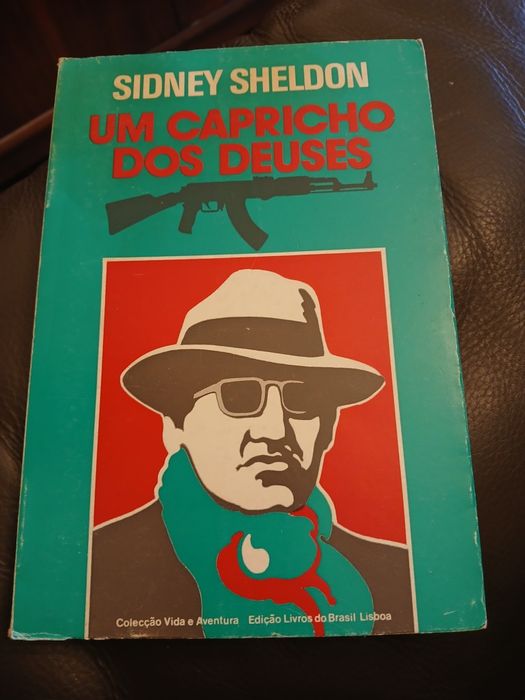 SIDNEY SHELDON
UM CAPRICHO
DOS DEUSES
Colecção Vida e Aventura Edição Livros do Brasil Lisboa